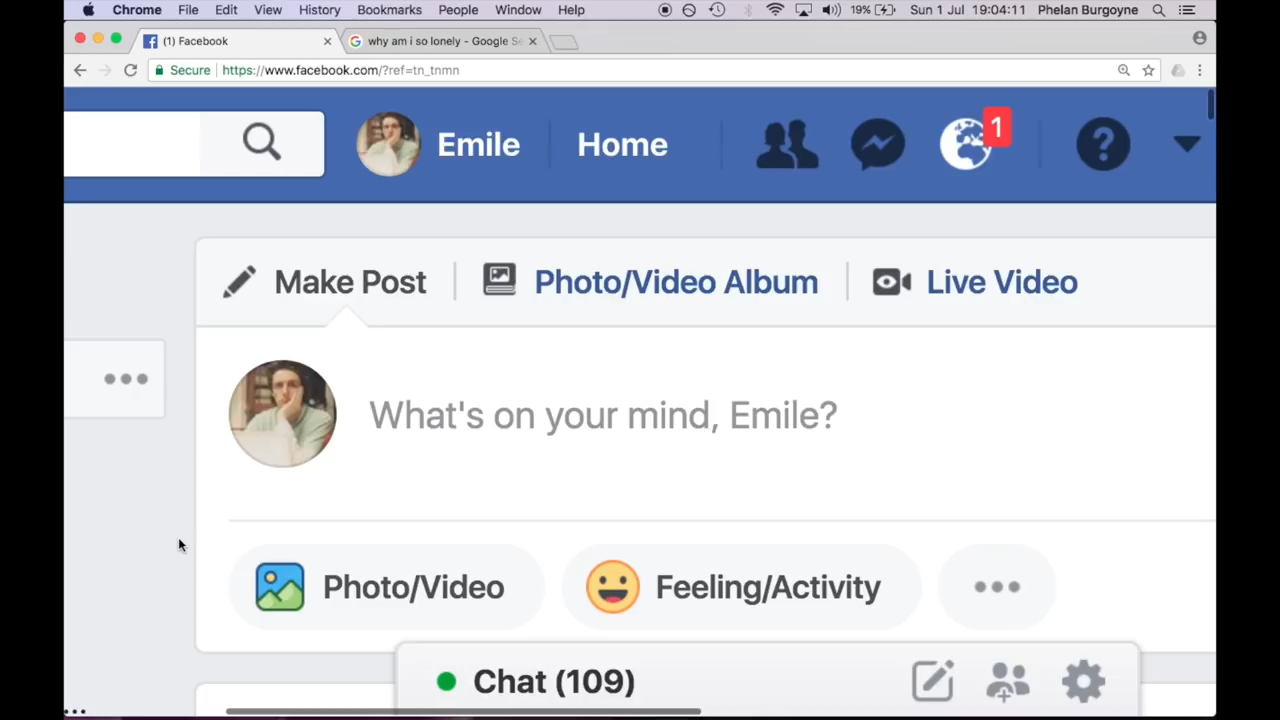 Chrome File Edit View History Bookmarks People Window Help 19% Sun 1 Jul 19:04:11 Phelan Burgoyne
(1) Facebook × why am i so lonely - Google Se ×
Secure https://www.facebook.com/?ref=tn_tnmn
Emile Home 1
Make Post Photo/Video Album Live Video
What's on your mind, Emile?
Photo/Video Feeling/Activity
Chat (109)